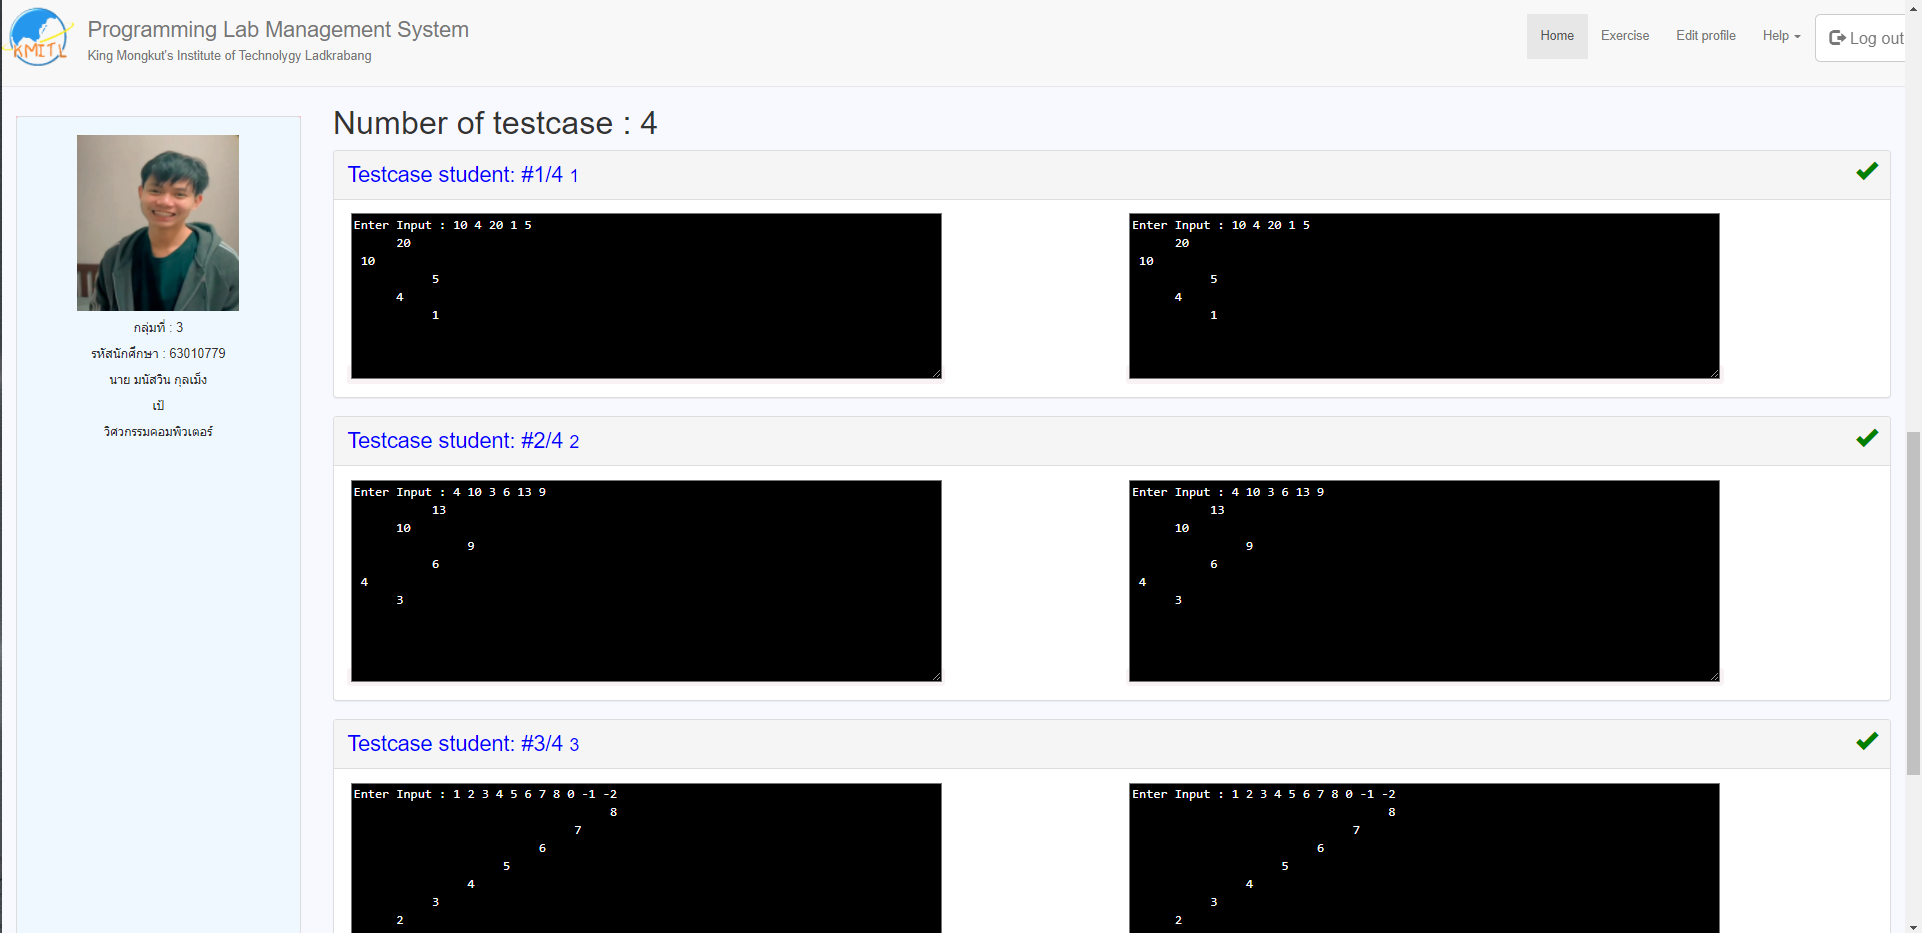 KMITL
Programming Lab Management System
King Mongkut's Institute of Technolygy Ladkrabang
Home
Exercise
Edit profile
Help
Log out
กลุ่มที่ : 3
รหัสนักศึกษา : 63010779
นาย มนัสวิน กุลเม็ง
เป้
วิศวกรรมคอมพิวเตอร์
Number of testcase : 4
Testcase student: #1/4 1
Enter Input : 10 4 20 1 5
20
10
5
4
1
Enter Input : 10 4 20 1 5
20
10
5
4
1
Testcase student: #2/4 2
Enter Input : 4 10 3 6 13 9
13
10
9
6
4
3
Enter Input : 4 10 3 6 13 9
13
10
9
6
4
3
Testcase student: #3/4 3
Enter Input : 1 2 3 4 5 6 7 8 0 -1 -2
8
7
6
5
4
3
2
Enter Input : 1 2 3 4 5 6 7 8 0 -1 -2
8
7
6
5
4
3
2